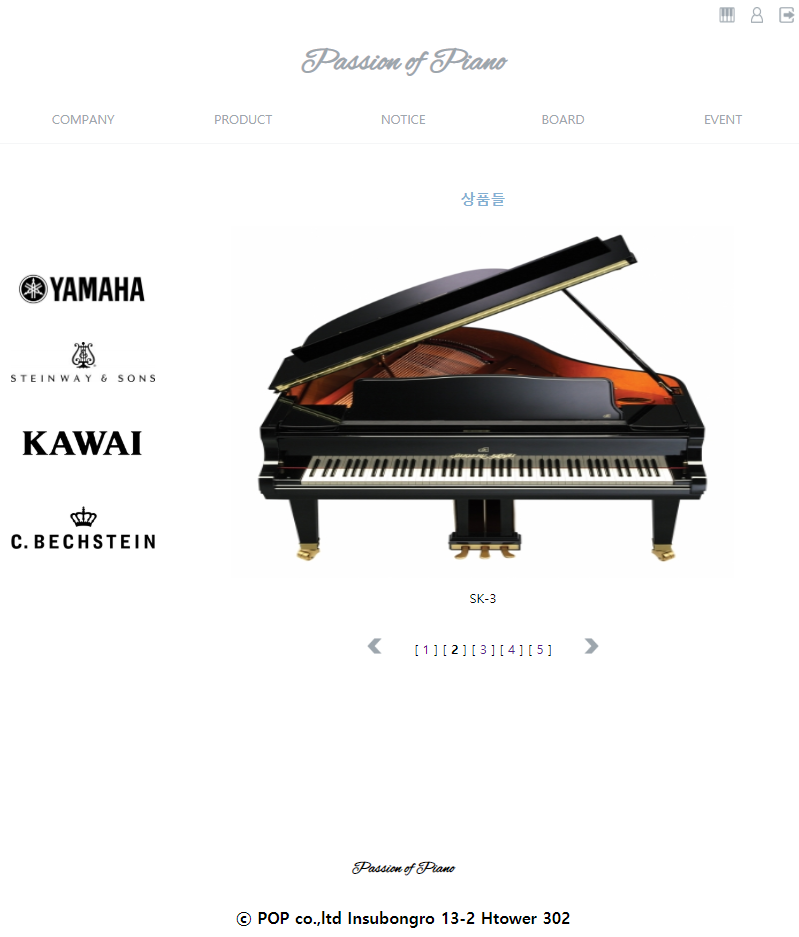 Passion of Piano
COMPANY PRODUCT NOTICE BOARD EVENT
상품들
YAMAHA
STEINWAY & SONS
KAWAI
C. BECHSTEIN
SK-3
[ 1 ] [ 2 ] [ 3 ] [ 4 ] [ 5 ]
Passion of Piano
ⓒ POP co.,ltd Insubongro 13-2 Htower 302